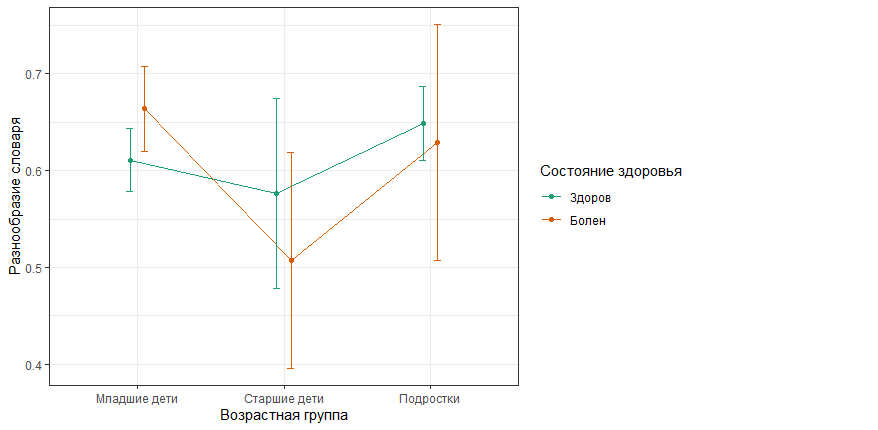 Разнообразие словаря
0.7
0.6
0.5
0.4
Младшие дети Старшие дети Подростки
Возрастная группа
Состояние здоровья
Здоров
Болен